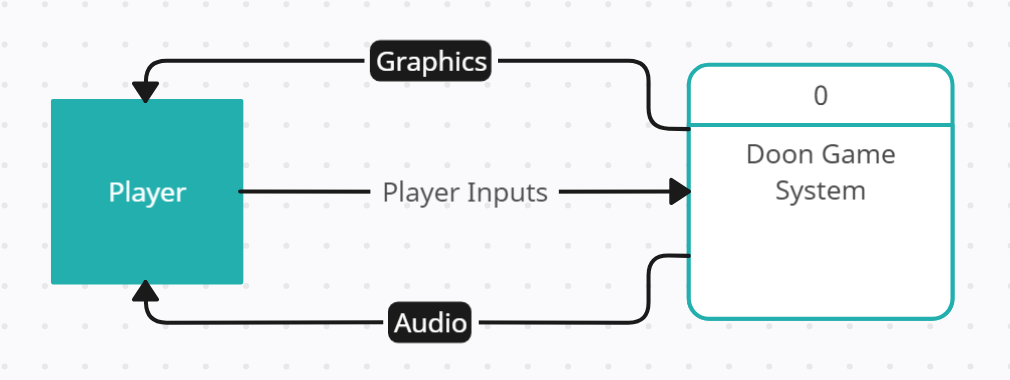 Graphics
0
Player
Player Inputs
Doon Game
System
Audio